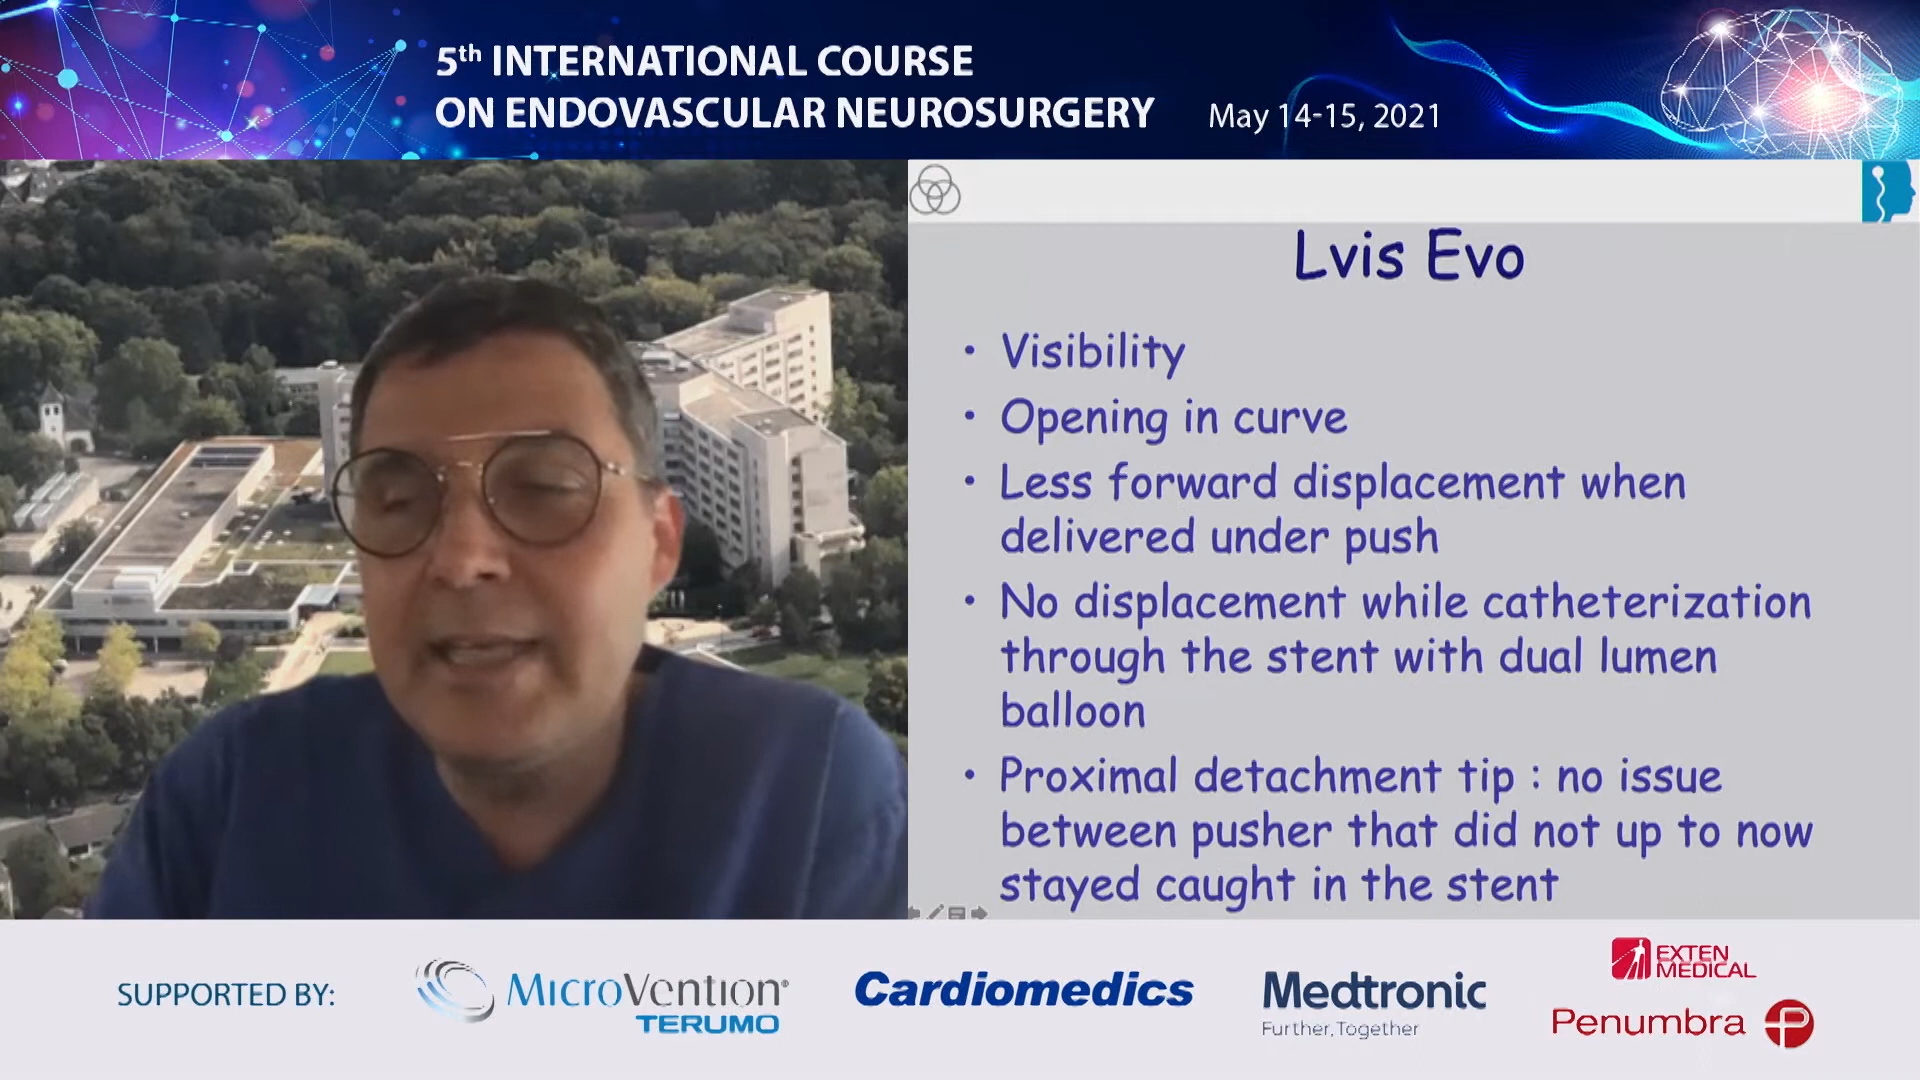 5th INTERNATIONAL COURSE
ON ENDOVASCULAR NEUROSURGERY May 14-15, 2021
Lvis Evo
• Visibility
• Opening in curve
• Less forward displacement when
delivered under push
• No displacement while catheterization
through the stent with dual lumen
balloon
• Proximal detachment tip : no issue
between pusher that did not up to now
stayed caught in the stent
SUPPORTED BY:
MicroVention®
TERUMO
Cardiomedics
Medtronic
Further, Together
EXTEN
MEDICAL
Penumbra